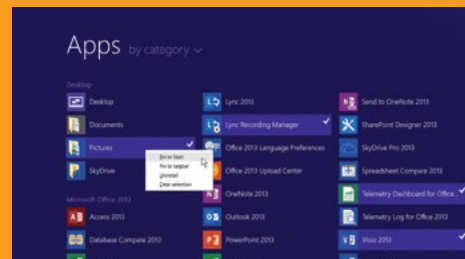 Apps by category
Desktop
Desktop
Documents
Pictures
SkyDrive
Pin to Start
Pin to taskbar
Uninstall
Clear selection
Microsoft Office 2013
Access 2013
Database Compare 2013
Lync 2013
Lync Recording Manager
Office 2013 Language Preferences
Office 2013 Upload Center
OneNote 2013
Outlook 2013
PowerPoint 2013
Send to OneNote 2013
SharePoint Designer 2013
SkyDrive Pro 2013
Spreadsheet Compare 2013
Telemetry Dashboard for Office...
Telemetry Log for Office 2013
Visio 2013